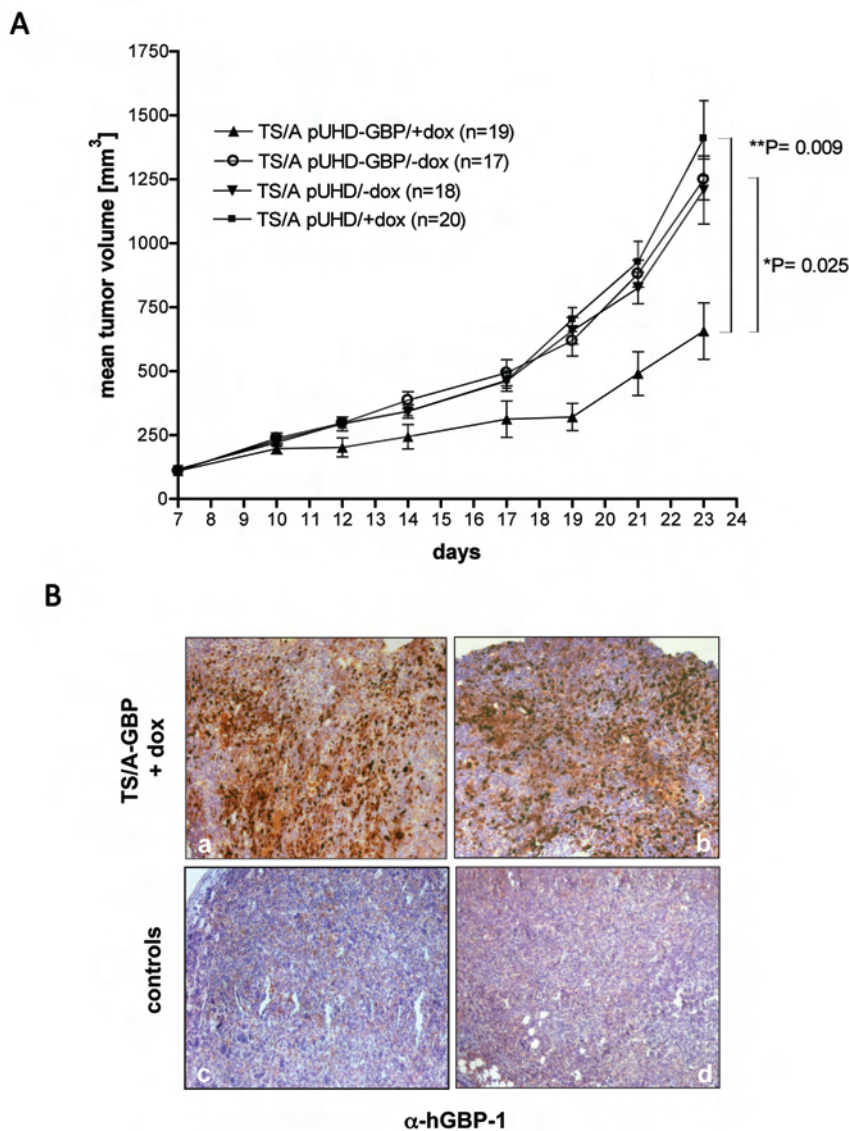 A
1750
1500
1250
1000
750
500
250
0
mean tumor volume [mm³]
TS/A pUHD-GBP/+dox (n=19)
TS/A pUHD-GBP/-dox (n=17)
TS/A pUHD/-dox (n=18)
TS/A pUHD/+dox (n=20)
**P= 0.009
*P= 0.025
7 8 9 10 11 12 13 14 15 16 17 18 19 20 21 22 23 24
days
B
TS/A-GBP
+ dox
a
b
controls
c
d
α-hGBP-1